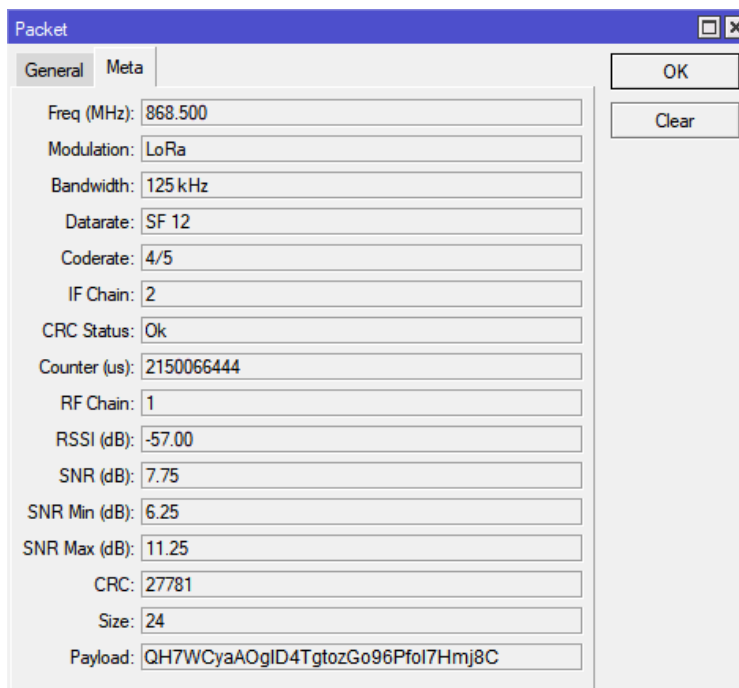 Packet
General Meta
OK
Clear
Freq (MHz): 868.500
Modulation: LoRa
Bandwidth: 125 kHz
Datarate: SF 12
Coderate: 4/5
IF Chain: 2
CRC Status: Ok
Counter (us): 2150066444
RF Chain: 1
RSSI (dB): -57.00
SNR (dB): 7.75
SNR Min (dB): 6.25
SNR Max (dB): 11.25
CRC: 27781
Size: 24
Payload: QH7WCyaAOgID4TgtozGo96Pfol7Hmj8C